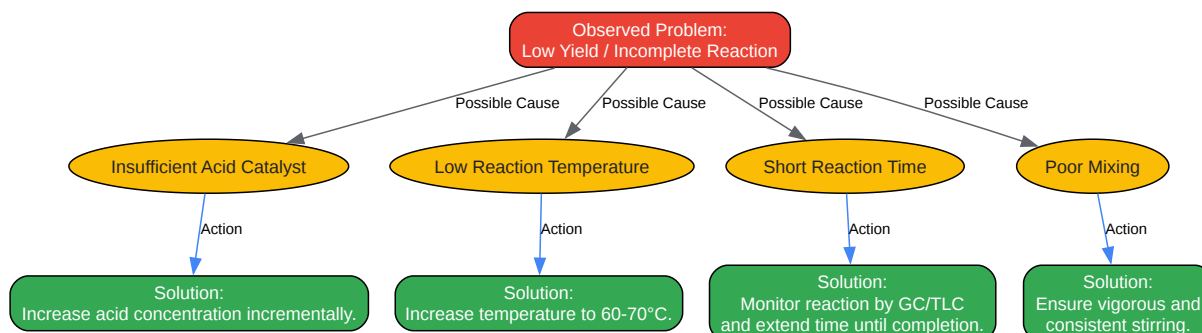 Observed Problem:
Low Yield / Incomplete Reaction
Possible Cause
Possible Cause
Possible Cause
Possible Cause
Insufficient Acid Catalyst
Low Reaction Temperature
Short Reaction Time
Poor Mixing
Action
Action
Action
Action
Solution:
Increase acid concentration incrementally.
Solution:
Increase temperature to 60-70°C.
Solution:
Monitor reaction by GC/TLC
and extend time until completion.
Solution:
Ensure vigorous and
consistent stirring.